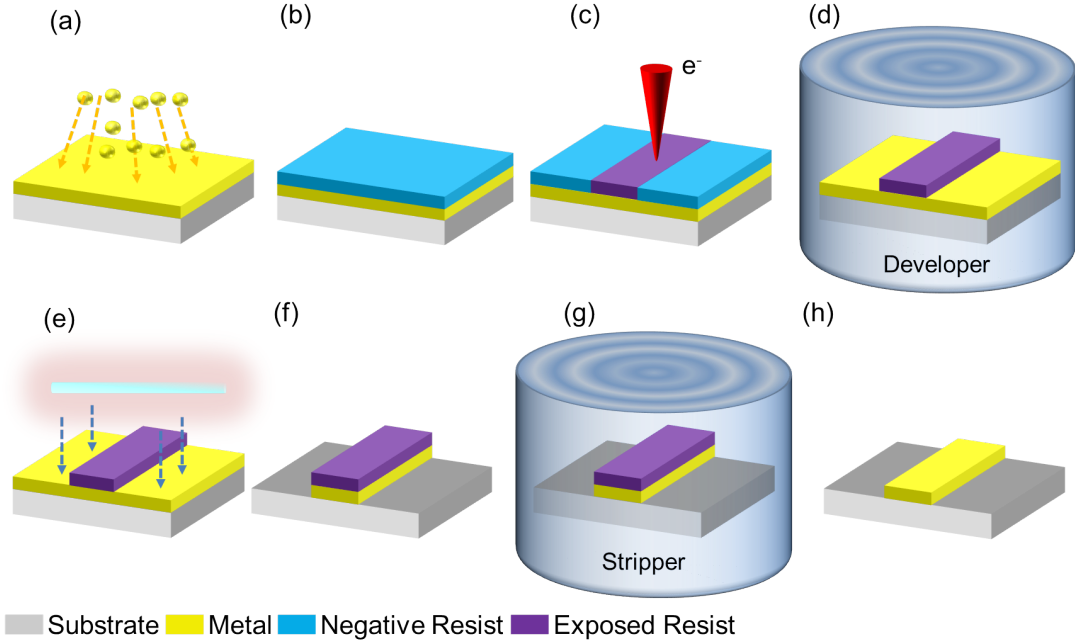 (a)
(b)
(c)
(d)
e-
Developer
(e)
(f)
(g)
(h)
Stripper
Substrate Metal Negative Resist Exposed Resist